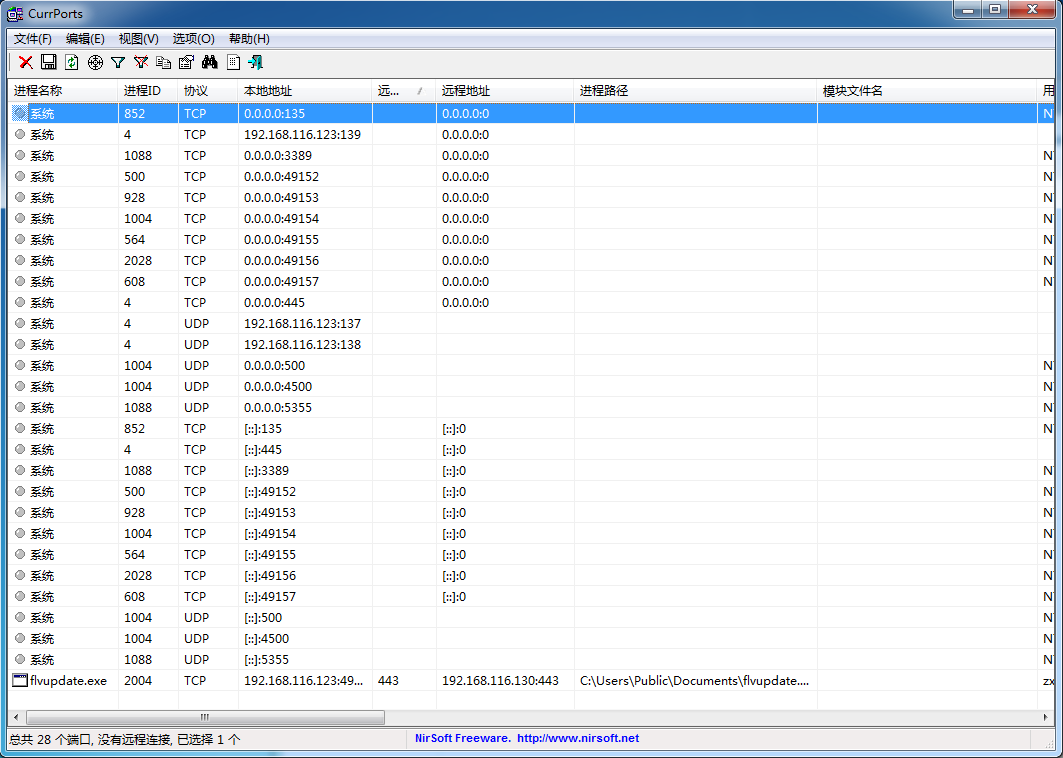 CurrPorts
文件(F) 编辑(E) 视图(V) 选项(O) 帮助(H)
进程名称 进程ID 协议 本地地址 远... 远程地址 进程路径 模块文件名 用
系统 852 TCP 0.0.0.0:135 0.0.0.0:0 N
系统 4 TCP 192.168.116.123:139 0.0.0.0:0
系统 1088 TCP 0.0.0.0:3389 0.0.0.0:0 N
系统 500 TCP 0.0.0.0:49152 0.0.0.0:0 N
系统 928 TCP 0.0.0.0:49153 0.0.0.0:0 N
系统 1004 TCP 0.0.0.0:49154 0.0.0.0:0 N
系统 564 TCP 0.0.0.0:49155 0.0.0.0:0 N
系统 2028 TCP 0.0.0.0:49156 0.0.0.0:0 N
系统 608 TCP 0.0.0.0:49157 0.0.0.0:0 N
系统 4 TCP 0.0.0.0:445 0.0.0.0:0
系统 4 UDP 192.168.116.123:137
系统 4 UDP 192.168.116.123:138
系统 1004 UDP 0.0.0.0:500 N
系统 1004 UDP 0.0.0.0:4500 N
系统 1088 UDP 0.0.0.0:5355 N
系统 852 TCP [::]:135 [::]:0 N
系统 4 TCP [::]:445 [::]:0
系统 1088 TCP [::]:3389 [::]:0 N
系统 500 TCP [::]:49152 [::]:0 N
系统 928 TCP [::]:49153 [::]:0 N
系统 1004 TCP [::]:49154 [::]:0 N
系统 564 TCP [::]:49155 [::]:0 N
系统 2028 TCP [::]:49156 [::]:0 N
系统 608 TCP [::]:49157 [::]:0 N
系统 1004 UDP [::]:500 N
系统 1004 UDP [::]:4500 N
系统 1088 UDP [::]:5355 N
flvupdate.exe 2004 TCP 192.168.116.123:49... 443 192.168.116.130:443 C:\Users\Public\Documents\flvupdate.... zx
总共 28 个端口, 没有远程连接, 已选择 1 个 NirSoft Freeware. http://www.nirsoft.net